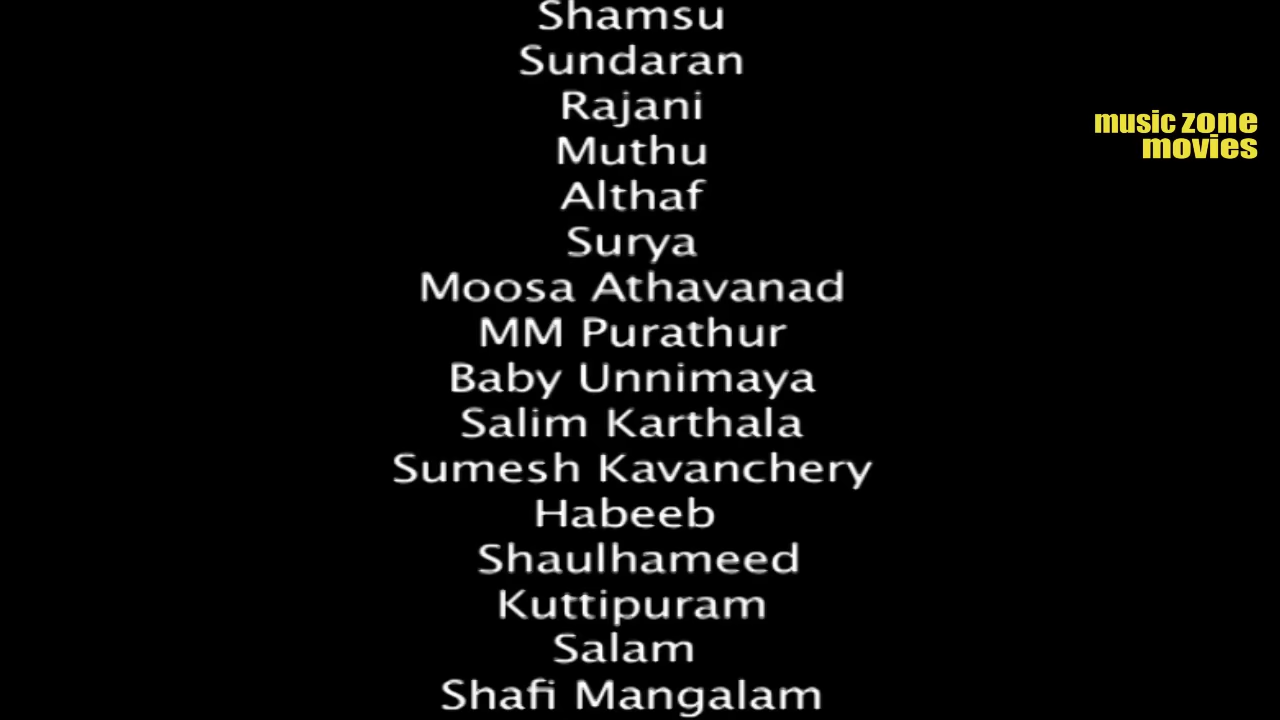 Shamsu
Sundaran
Rajani
Muthu
Althaf
Surya
Moosa Athavanad
MM Purathur
Baby Unnimaya
Salim Karthala
Sumesh Kavanchery
Habeeb
Shaulhameed
Kuttipuram
Salam
Shafi Mangalam
music zone
movies